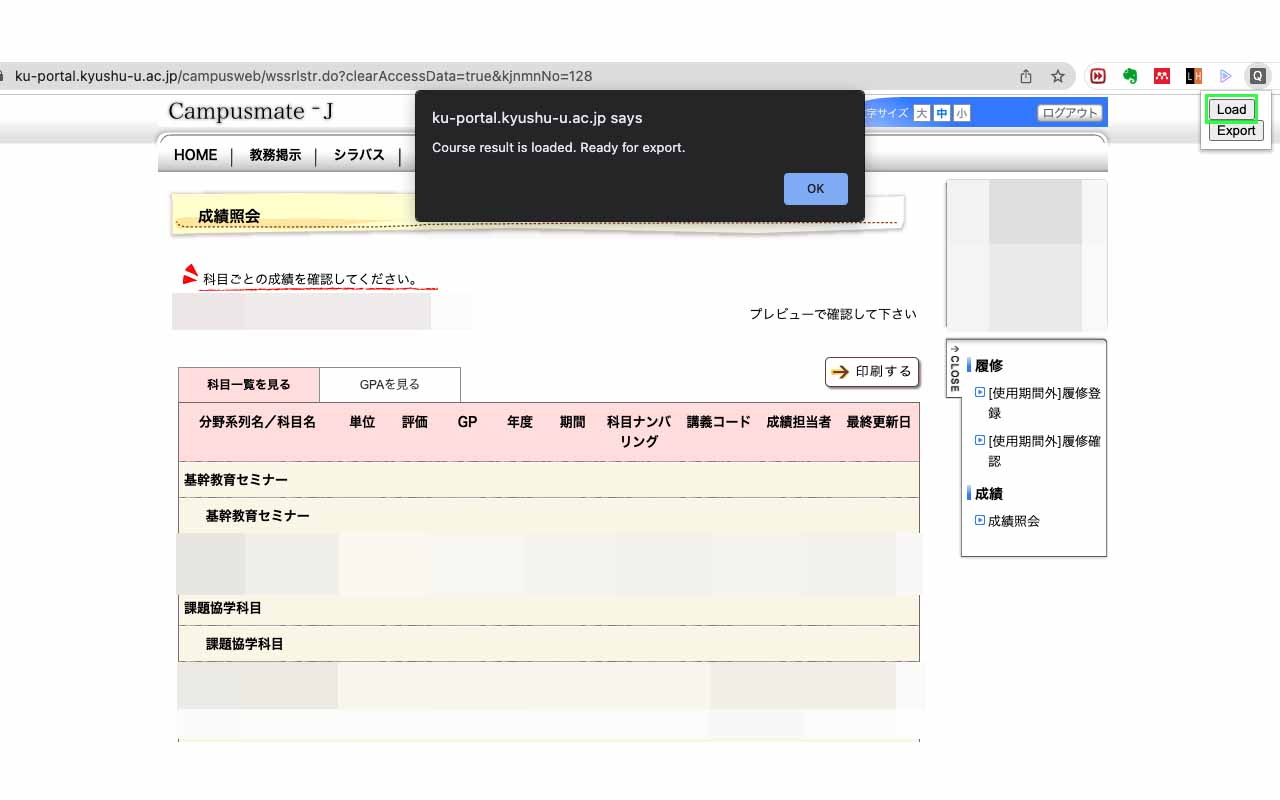 ku-portal.kyushu-u.ac.jp/campusweb/wssrlstr.do?clearAccessData=true&kjnmnNo=128
LH
Q
Load
Export
Campusmate-J
ku-portal.kyushu-u.ac.jp says
Course result is loaded. Ready for export.
OK
字サイズ 大 中 小
ログアウト
HOME
教務掲示
シラバス
成績照会
科目ごとの成績を確認してください。
プレビューで確認して下さい
印刷する
科目一覧を見る
GPAを見る
分野系列名／科目名 単位 評価 GP 年度 期間 科目ナンバ 講義コード 成績担当者 最終更新日
リング
基幹教育セミナー
基幹教育セミナー
課題協学科目
課題協学科目
CLOSE
履修
[使用期間外]履修登
録
[使用期間外]履修確
認
成績
成績照会